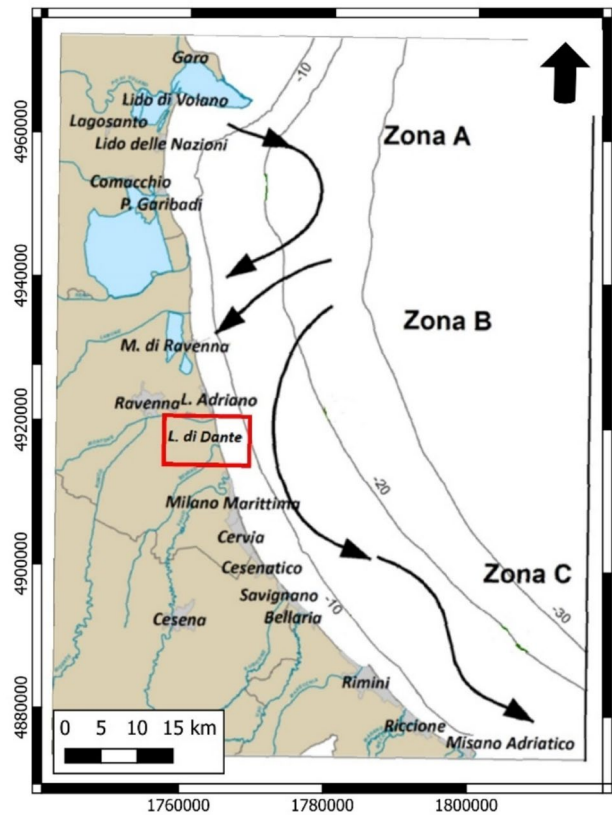 Goro
Lido di Volano
Lagosanto
Lido delle Nazioni
Comacchio
P. Garibadi
M. di Ravenna
Ravenna
L. Adriano
L. di Dante
Milano Marittima
Cervia
Cesenatico
Savignano
Bellaria
Cesena
Rimini
Riccione
Misano Adriatico
Zona A
Zona B
Zona C
-10
-20
-10
-30
0 5 10 15 km
4960000
4940000
4920000
4900000
4880000
1760000 1780000 1800000